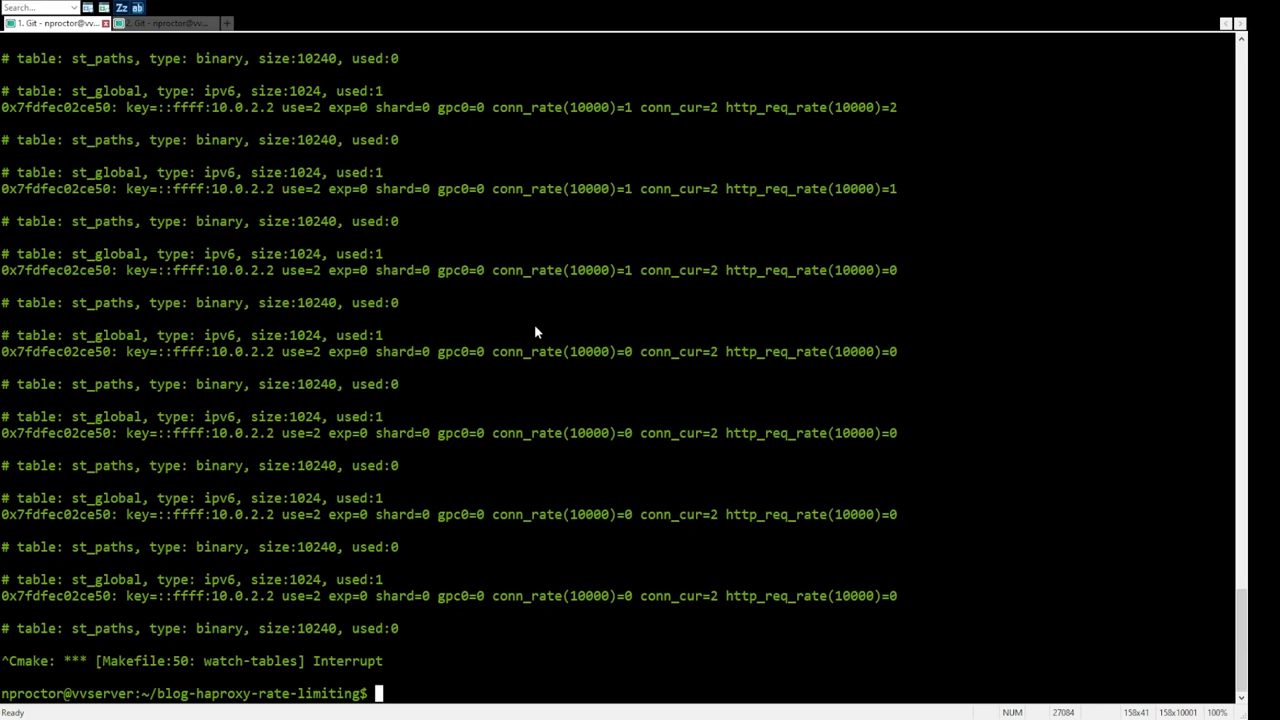 Search...
Zz ab
1. Git - nproctor@vv...
2. Git - nproctor@vv...
# table: st_paths, type: binary, size:10240, used:0
# table: st_global, type: ipv6, size:1024, used:1
0x7fdfec02ce50: key=::ffff:10.0.2.2 use=2 exp=0 shard=0 gpc0=0 conn_rate(10000)=1 conn_cur=2 http_req_rate(10000)=2
# table: st_paths, type: binary, size:10240, used:0
# table: st_global, type: ipv6, size:1024, used:1
0x7fdfec02ce50: key=::ffff:10.0.2.2 use=2 exp=0 shard=0 gpc0=0 conn_rate(10000)=1 conn_cur=2 http_req_rate(10000)=1
# table: st_paths, type: binary, size:10240, used:0
# table: st_global, type: ipv6, size:1024, used:1
0x7fdfec02ce50: key=::ffff:10.0.2.2 use=2 exp=0 shard=0 gpc0=0 conn_rate(10000)=1 conn_cur=2 http_req_rate(10000)=0
# table: st_paths, type: binary, size:10240, used:0
# table: st_global, type: ipv6, size:1024, used:1
0x7fdfec02ce50: key=::ffff:10.0.2.2 use=2 exp=0 shard=0 gpc0=0 conn_rate(10000)=0 conn_cur=2 http_req_rate(10000)=0
# table: st_paths, type: binary, size:10240, used:0
# table: st_global, type: ipv6, size:1024, used:1
0x7fdfec02ce50: key=::ffff:10.0.2.2 use=2 exp=0 shard=0 gpc0=0 conn_rate(10000)=0 conn_cur=2 http_req_rate(10000)=0
# table: st_paths, type: binary, size:10240, used:0
# table: st_global, type: ipv6, size:1024, used:1
0x7fdfec02ce50: key=::ffff:10.0.2.2 use=2 exp=0 shard=0 gpc0=0 conn_rate(10000)=0 conn_cur=2 http_req_rate(10000)=0
# table: st_paths, type: binary, size:10240, used:0
# table: st_global, type: ipv6, size:1024, used:1
0x7fdfec02ce50: key=::ffff:10.0.2.2 use=2 exp=0 shard=0 gpc0=0 conn_rate(10000)=0 conn_cur=2 http_req_rate(10000)=0
# table: st_paths, type: binary, size:10240, used:0
^Cmake: *** [Makefile:50: watch-tables] Interrupt
nproctor@vvserver:~/blog-haproxy-rate-limiting$
Ready NUM 27084 158x41 158x10001 100%